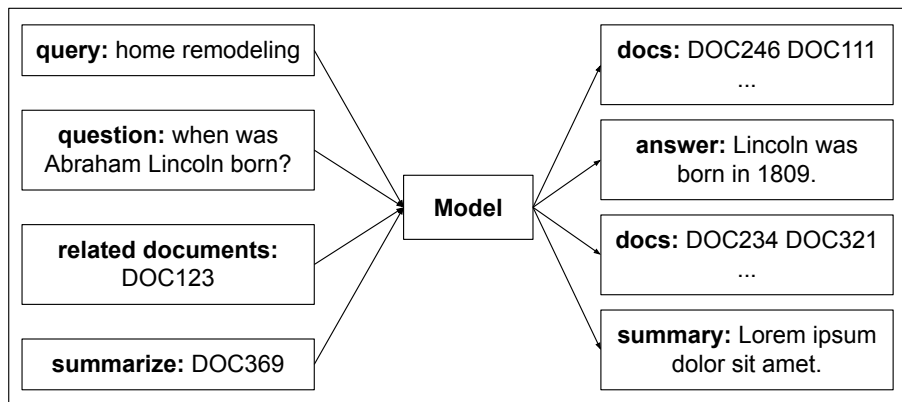 query: home remodeling
question: when was
Abraham Lincoln born?
related documents:
DOC123
summarize: DOC369
Model
docs: DOC246 DOC111
...
answer: Lincoln was
born in 1809.
docs: DOC234 DOC321
...
summary: Lorem ipsum
dolor sit amet.